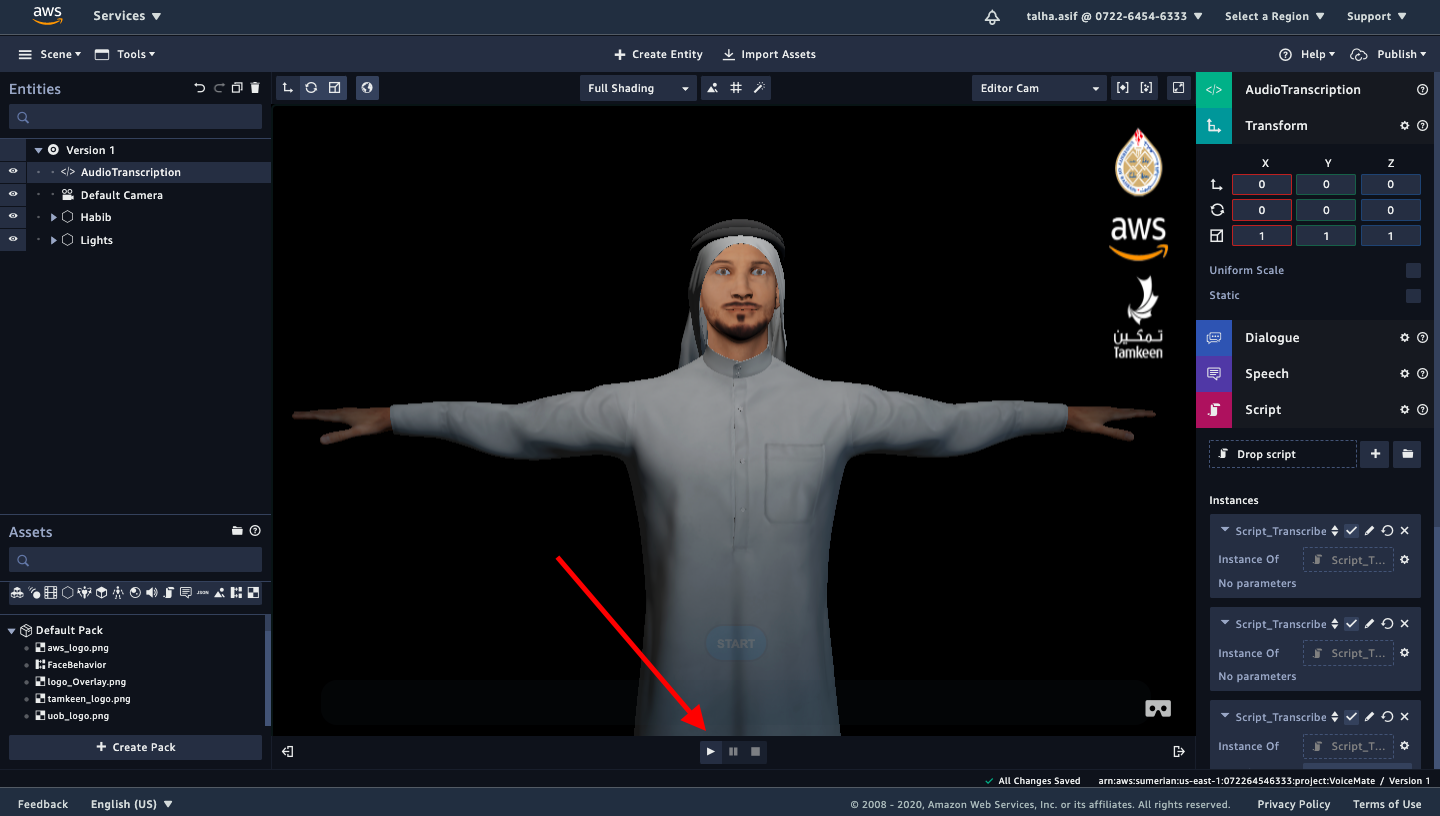 aws
Services
talha.asif @ 0722-6454-6333
Select a Region
Support
Scene
Tools
Create Entity
Import Assets
Help
Publish
Entities
Version 1
AudioTranscription
Default Camera
Habib
Lights
Assets
JSON
Default Pack
aws_logo.png
FaceBehavior
logo_Overlay.png
tamkeen_logo.png
uob_logo.png
Create Pack
Full Shading
Editor Cam
aws
تمكين
Tamkeen
START
AudioTranscription
Transform
X Y Z
0 0 0
0 0 0
1 1 1
Uniform Scale
Static
Dialogue
Speech
Script
Drop script
Instances
Script_Transcribe
Instance Of
Script_T...
No parameters
Script_Transcribe
Instance Of
Script_T...
No parameters
Script_Transcribe
Instance Of
Script_T...
All Changes Saved
arn:aws:sumerian:us-east-1:072264546333:project:VoiceMate / Version 1
Feedback
English (US)
© 2008 - 2020, Amazon Web Services, Inc. or its affiliates. All rights reserved.
Privacy Policy
Terms of Use